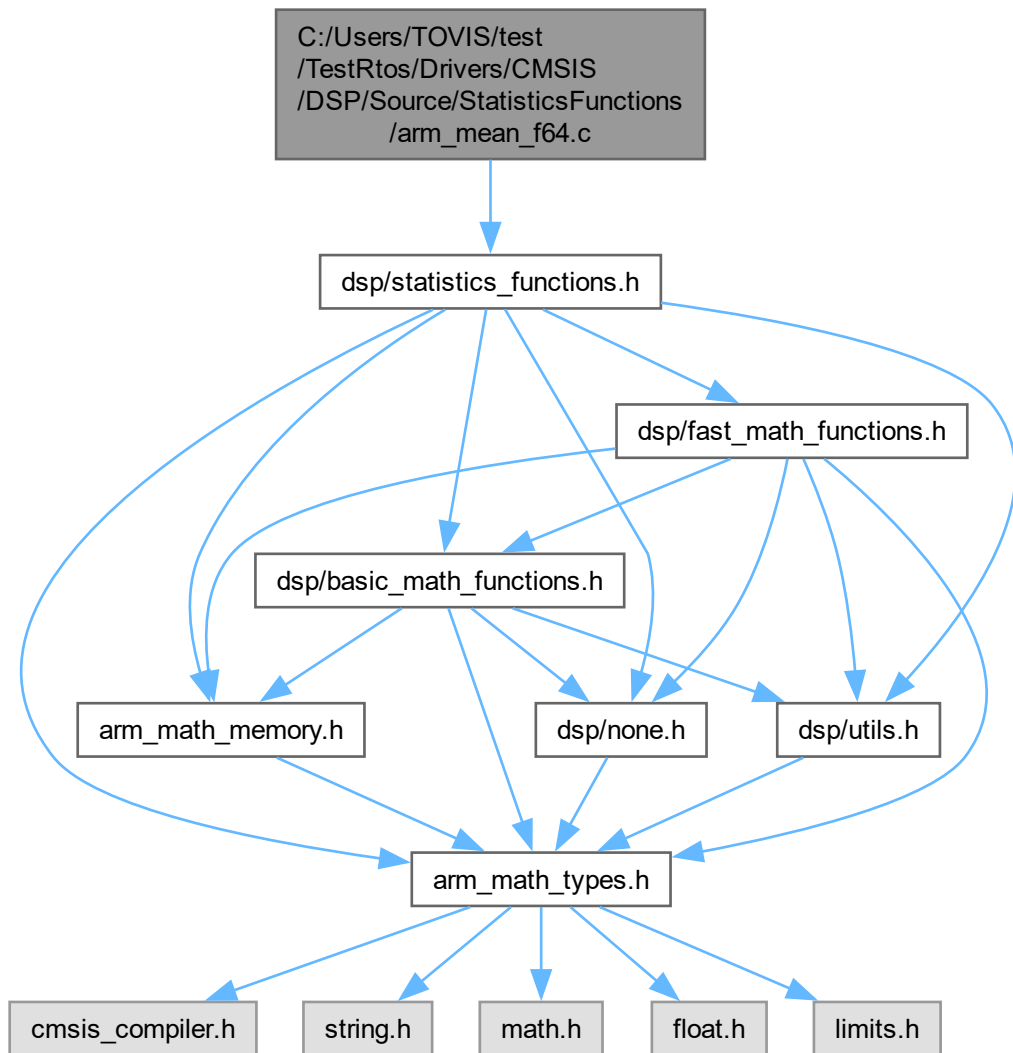 C:/Users/TOVIS/test
/TestRtos/Drivers/CMSIS
/DSP/Source/StatisticsFunctions
/arm_mean_f64.c
dsp/statistics_functions.h
dsp/fast_math_functions.h
dsp/basic_math_functions.h
arm_math_memory.h
dsp/none.h
dsp/utils.h
arm_math_types.h
cmsis_compiler.h
string.h
math.h
float.h
limits.h